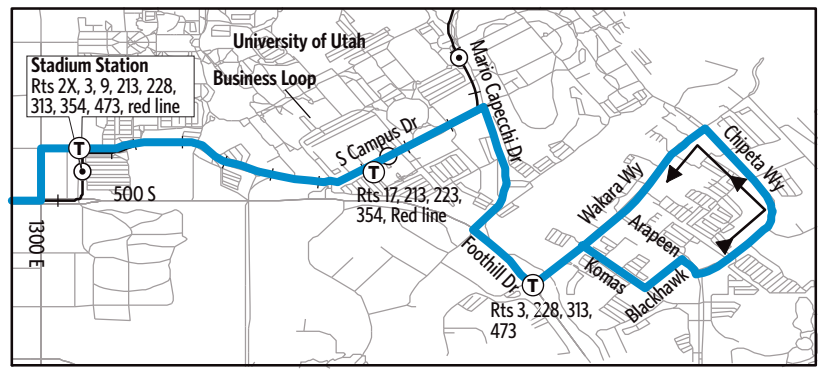 University of Utah
Business Loop
Stadium Station
Rts 2X, 3, 9, 213, 228,
313, 354, 473, red line
T
Mario Capecchi Dr
S Campus Dr
T
Rts 17, 213, 223,
354, Red line
500 S
1300 E
Chipeta Wy
Wakara Wy
Arapeen
Foothill Dr
Komas
Blackhawk
T
Rts 3, 228, 313,
473